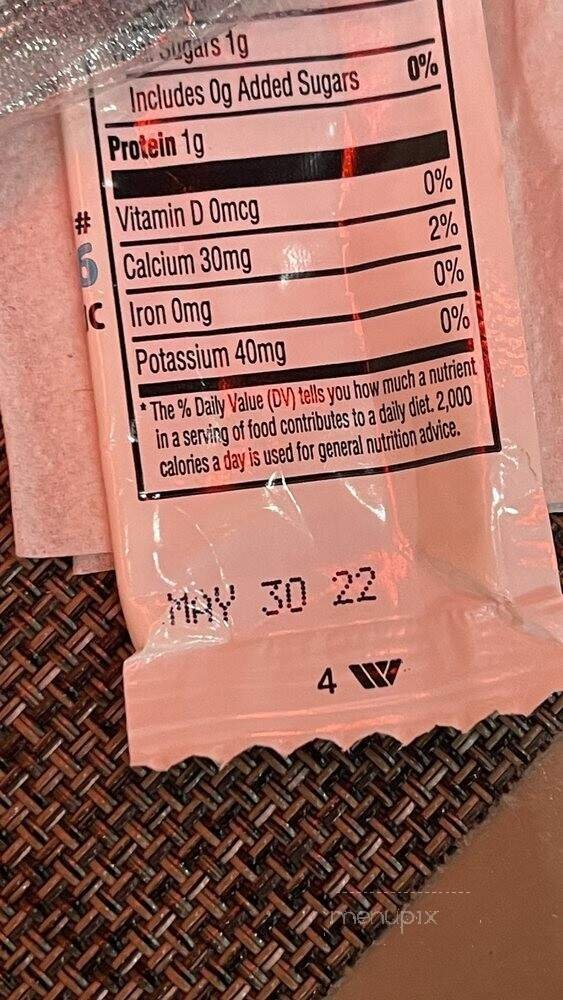 Sugars 1g
Includes 0g Added Sugars 0%
Protein 1g
Vitamin D 0mcg 0%
Calcium 30mg 2%
Iron 0mg 0%
Potassium 40mg 0%
* The % Daily Value (DV) tells you how much a nutrient
in a serving of food contributes to a daily diet. 2,000
calories a day is used for general nutrition advice.
#
6
C
MAY 30 22
4
menupix